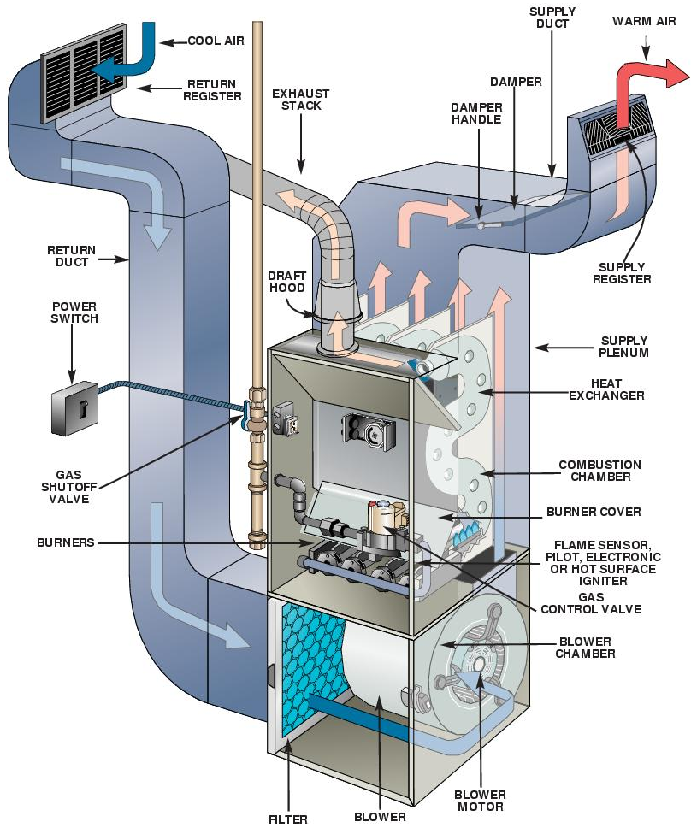 SUPPLY
DUCT
WARM AIR
COOL AIR
RETURN
REGISTER
EXHAUST
STACK
DAMPER
DAMPER
HANDLE
RETURN
DUCT
DRAFT
HOOD
SUPPLY
REGISTER
POWER
SWITCH
SUPPLY
PLENUM
HEAT
EXCHANGER
GAS
SHUTOFF
VALVE
COMBUSTION
CHAMBER
BURNER COVER
BURNERS
FLAME SENSOR,
PILOT, ELECTRONIC
OR HOT SURFACE
IGNITER
GAS
CONTROL VALVE
BLOWER
CHAMBER
BLOWER
MOTOR
FILTER
BLOWER